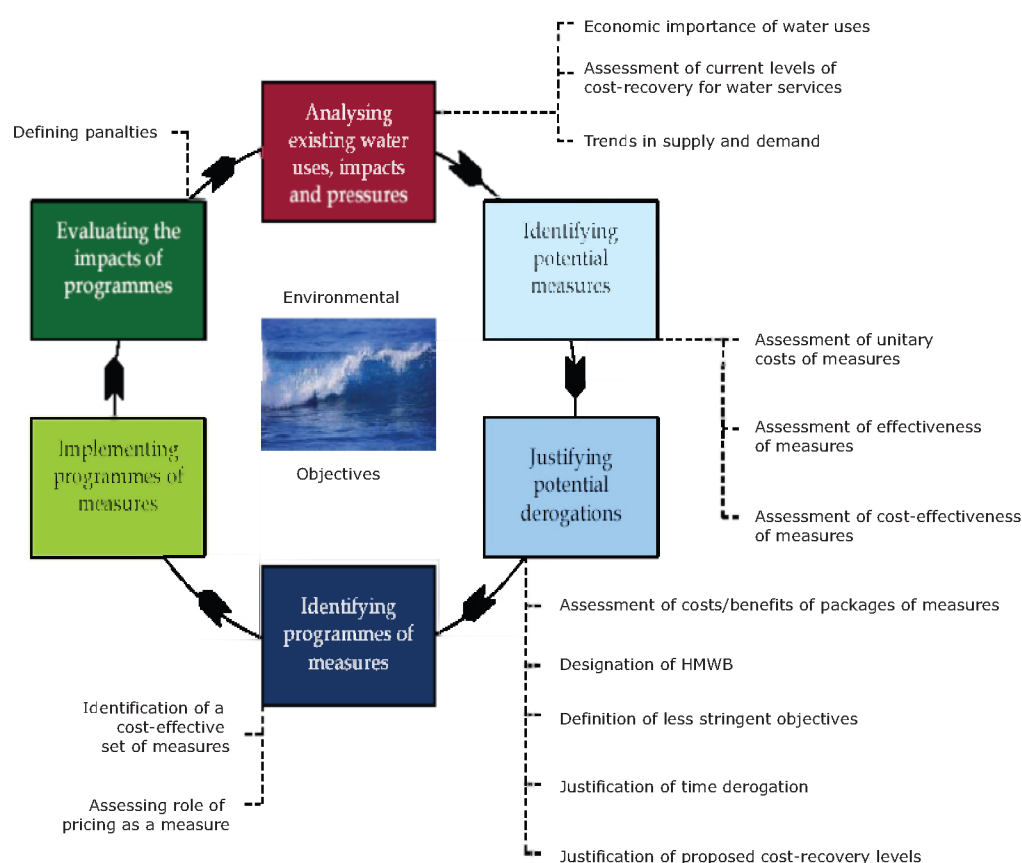 Economic importance of water uses
Assessment of current levels of
cost-recovery for water services
Trends in supply and demand
Defining panalties
Analysing
existing water
uses, impacts
and pressures
Evaluating the
impacts of
programmes
Identifying
potential
measures
Environmental
Objectives
Assessment of unitary
costs of measures
Assessment of effectiveness
of measures
Assessment of cost-effectiveness
of measures
Implementing
programmes of
measures
Justifying
potential
derogations
Identifying
programmes of
measures
Assessment of costs/benefits of packages of measures
Designation of HMWB
Definition of less stringent objectives
Justification of time derogation
Justification of proposed cost-recovery levels
Identification of a
cost-effective
set of measures
Assessing role of
pricing as a measure